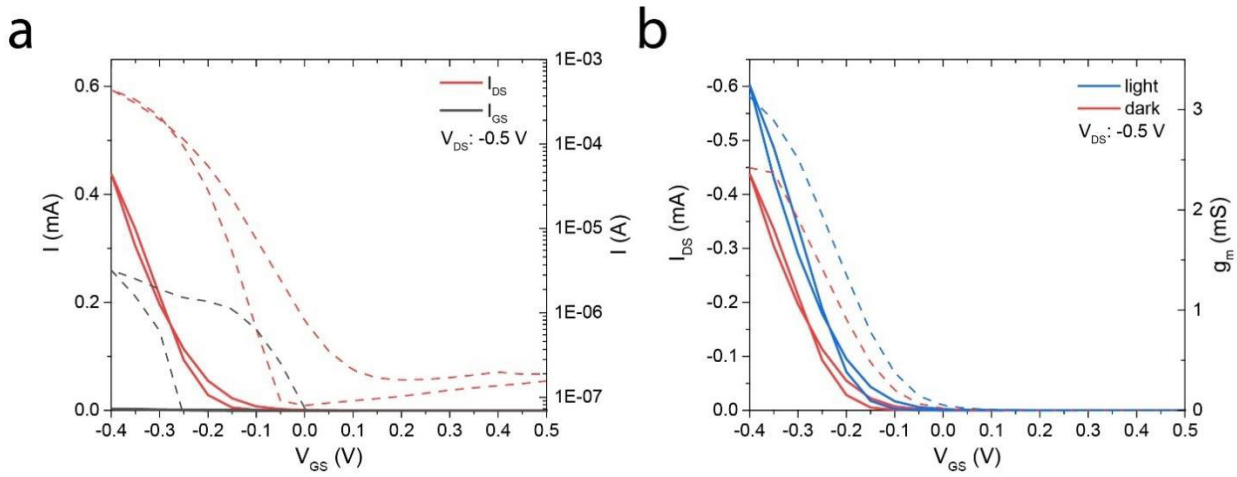 a
I (mA)
0.6
0.4
0.2
0.0
I_DS
I_GS
V_DS: -0.5 V
1E-03
1E-04
1E-05
1E-06
1E-07
I (A)
-0.4 -0.3 -0.2 -0.1 0.0 0.1 0.2 0.3 0.4 0.5
V_GS (V)
b
I_DS (mA)
-0.6
-0.5
-0.4
-0.3
-0.2
-0.1
0.0
light
dark
V_DS: -0.5 V
3
2
1
0
g_m (mS)
-0.4 -0.3 -0.2 -0.1 0.0 0.1 0.2 0.3 0.4 0.5
V_GS (V)